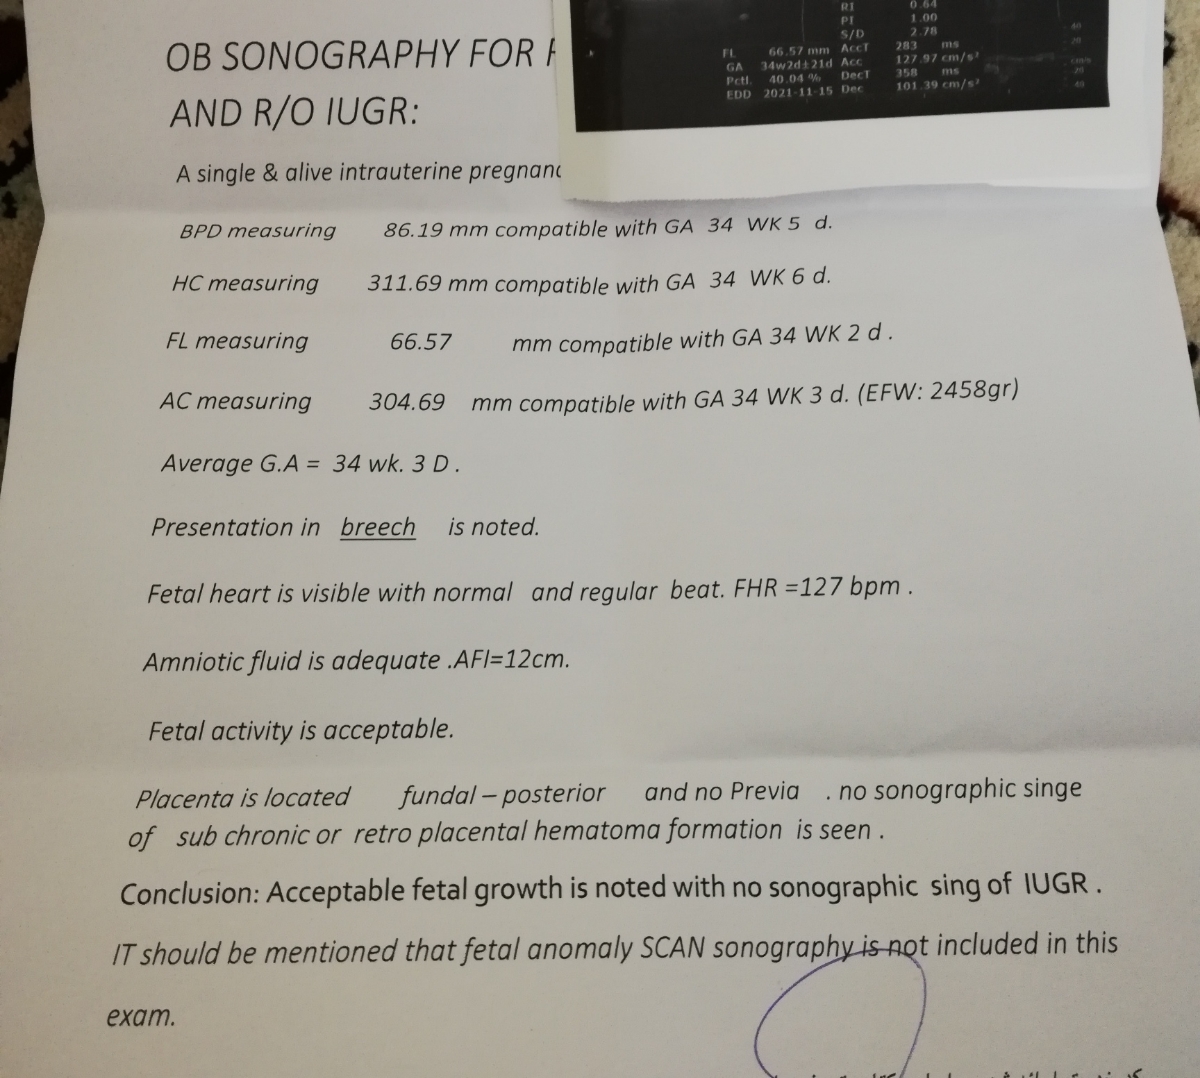 OB SONOGRAPHY FOR
AND R/O IUGR:
A single & alive intrauterine
RI 0.64
PI 1.00
S/D 2.78
FL 66.57 mm AccT 283 ms
GA 34w2d±21d Acc 127.97 cm/s²
Pctl. 40.04 % DecT 358 ms
EDD 2021-11-15 Dec 101.39 cm/s²
BPD measuring 86.19 mm compatible with GA 34 WK 5 d.
HC measuring 311.69 mm compatible with GA 34 WK 6 d.
FL measuring 66.57 mm compatible with GA 34 WK 2 d .
AC measuring 304.69 mm compatible with GA 34 WK 3 d. (EFW: 2458gr)
Average G.A = 34 wk. 3 D .
Presentation in breech is noted.
Fetal heart is visible with normal and regular beat. FHR =127 bpm .
Amniotic fluid is adequate .AFI=12cm.
Fetal activity is acceptable.
Placenta is located fundal – posterior and no Previa . no sonographic singe
of sub chronic or retro placental hematoma formation is seen .
Conclusion: Acceptable fetal growth is noted with no sonographic sing of IUGR .
IT should be mentioned that fetal anomaly SCAN sonography is not included in this
exam.